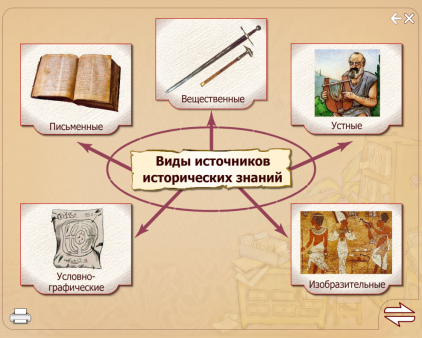 Письменные
Вещественные
Устные
Виды источников
исторических знаний
Условно-
графические
Изобразительные